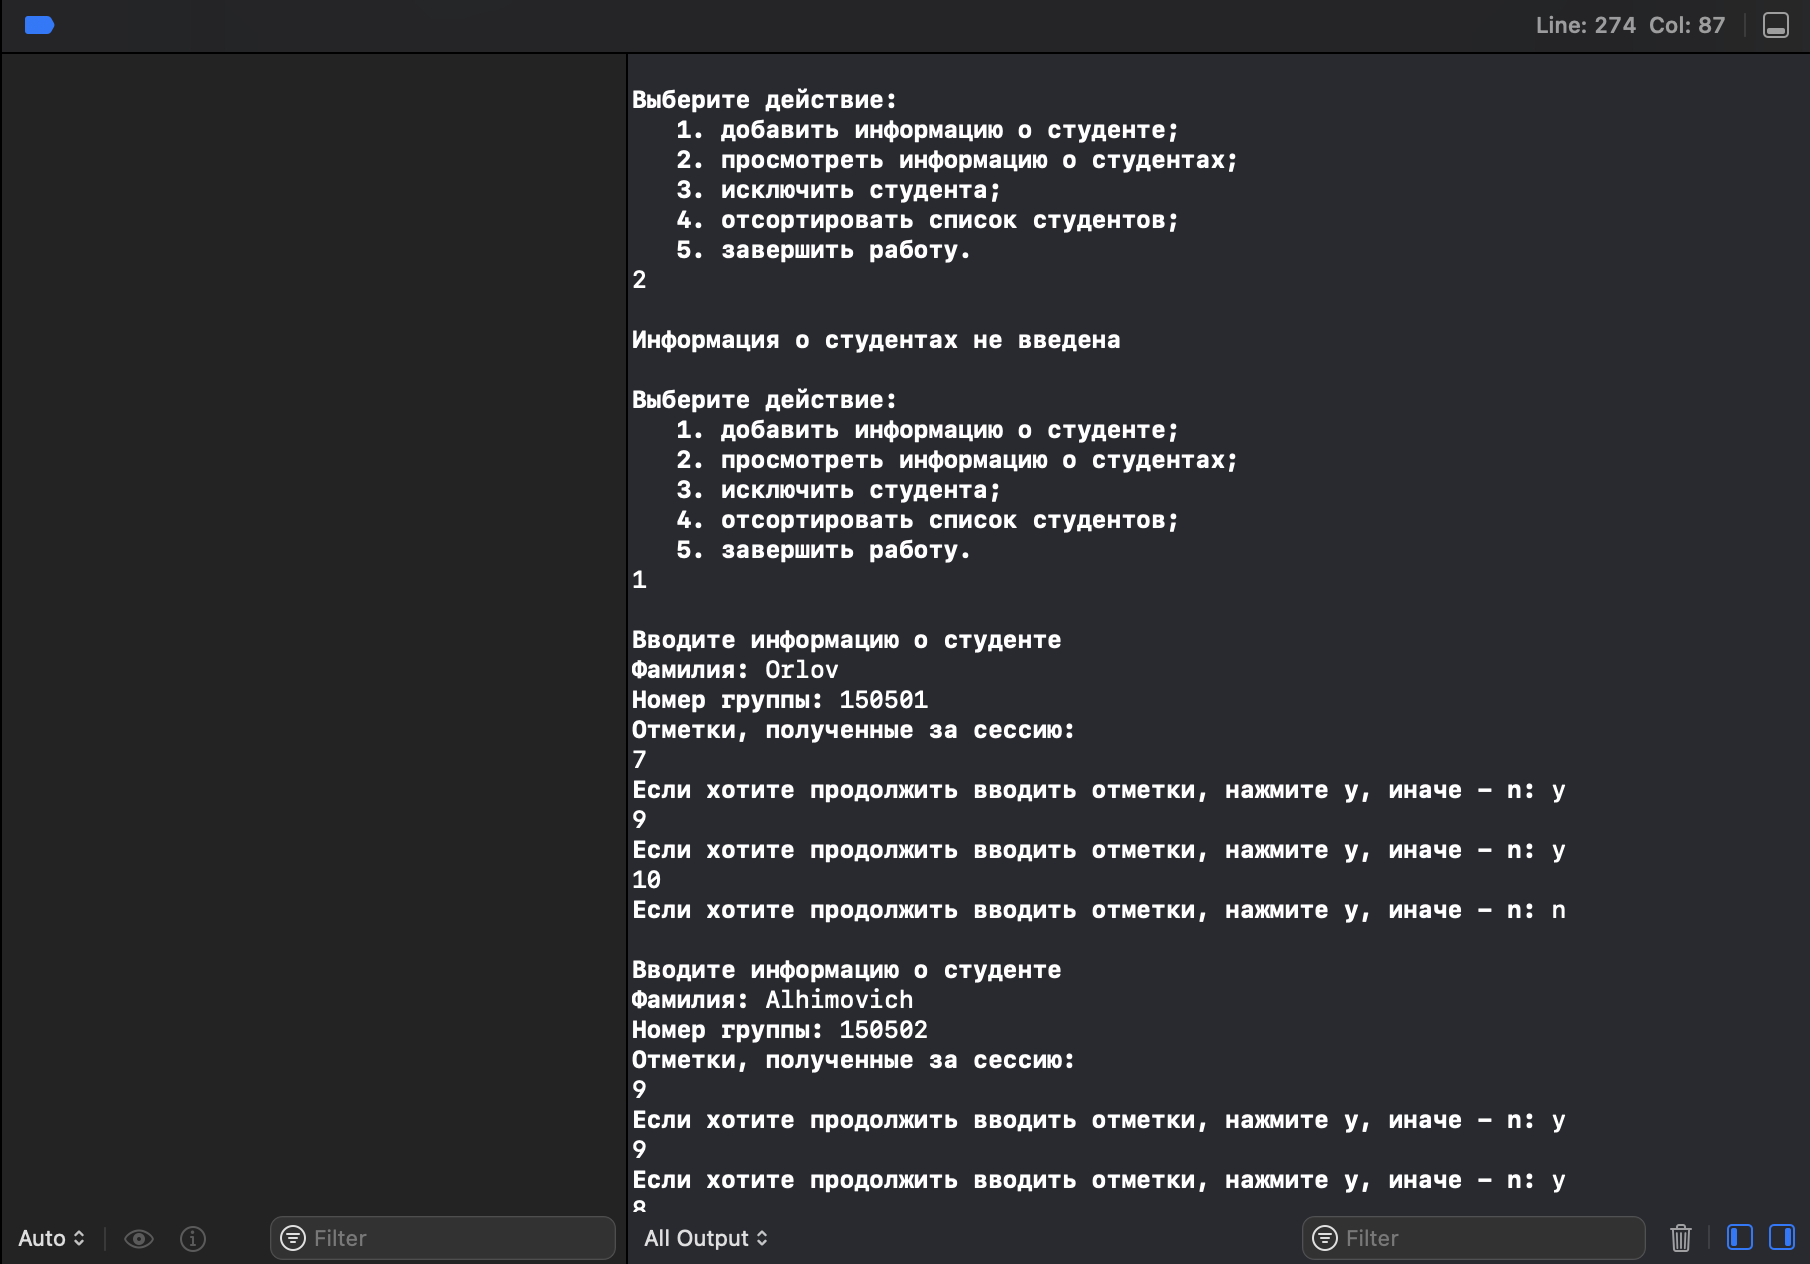 Line: 274 Col: 87
Выберите действие:
1. добавить информацию о студенте;
2. просмотреть информацию о студентах;
3. исключить студента;
4. отсортировать список студентов;
5. завершить работу.
2
Информация о студентах не введена
Выберите действие:
1. добавить информацию о студенте;
2. просмотреть информацию о студентах;
3. исключить студента;
4. отсортировать список студентов;
5. завершить работу.
1
Вводите информацию о студенте
Фамилия: Orlov
Номер группы: 150501
Отметки, полученные за сессию:
7
Если хотите продолжить вводить отметки, нажмите y, иначе – n: y
9
Если хотите продолжить вводить отметки, нажмите y, иначе – n: y
10
Если хотите продолжить вводить отметки, нажмите y, иначе – n: n
Вводите информацию о студенте
Фамилия: Alhimovich
Номер группы: 150502
Отметки, полученные за сессию:
9
Если хотите продолжить вводить отметки, нажмите y, иначе – n: y
9
Если хотите продолжить вводить отметки, нажмите y, иначе – n: y
8
Auto
Filter
All Output
Filter